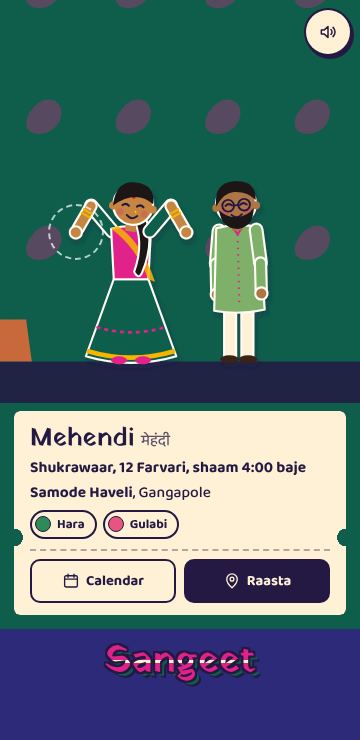 Mehendi मेहंदी
Shukrawaar, 12 Farvari, shaam 4:00 baje
Samode Haveli, Gangapole
Hara Gulabi
Calendar Raasta
Sangeet